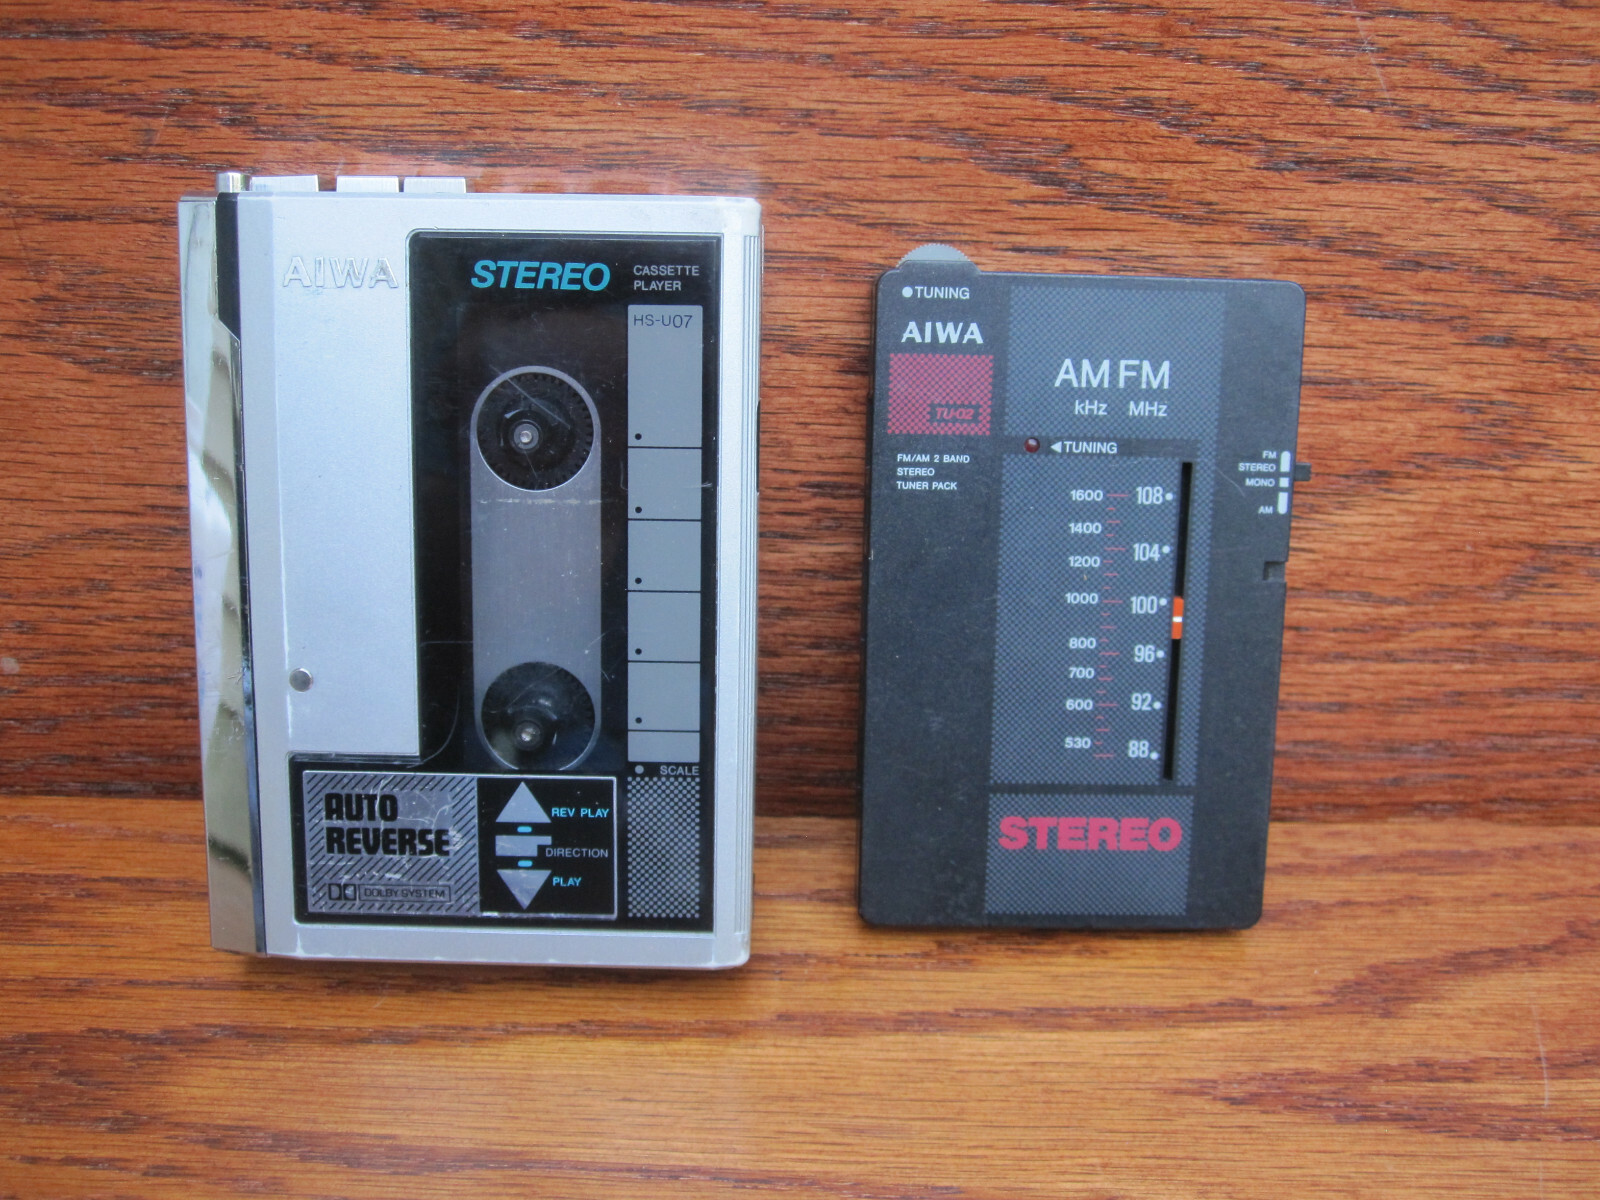 AIWA
STEREO
CASSETTE
PLAYER
HS-U07
SCALE
AUTO
REVERSE
DOLBY SYSTEM
REV PLAY
DIRECTION
PLAY
TUNING
AIWA
TU-02
FM/AM 2 BAND
STEREO
TUNER PACK
AM FM
kHz MHz
TUNING
1600 108
1400
1200 104
1000 100
800 96
700
600 92
530 88
STEREO
FM
STEREO
MONO
AM